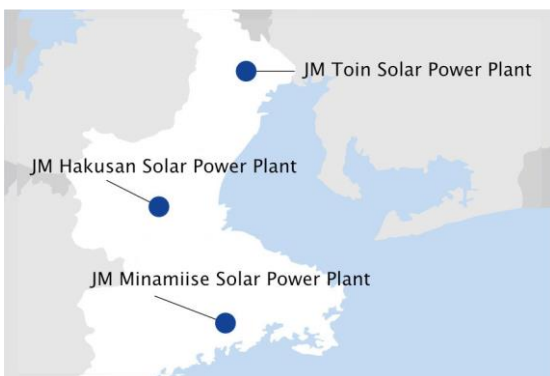 JM Toin Solar Power Plant
JM Hakusan Solar Power Plant
JM Minamiise Solar Power Plant